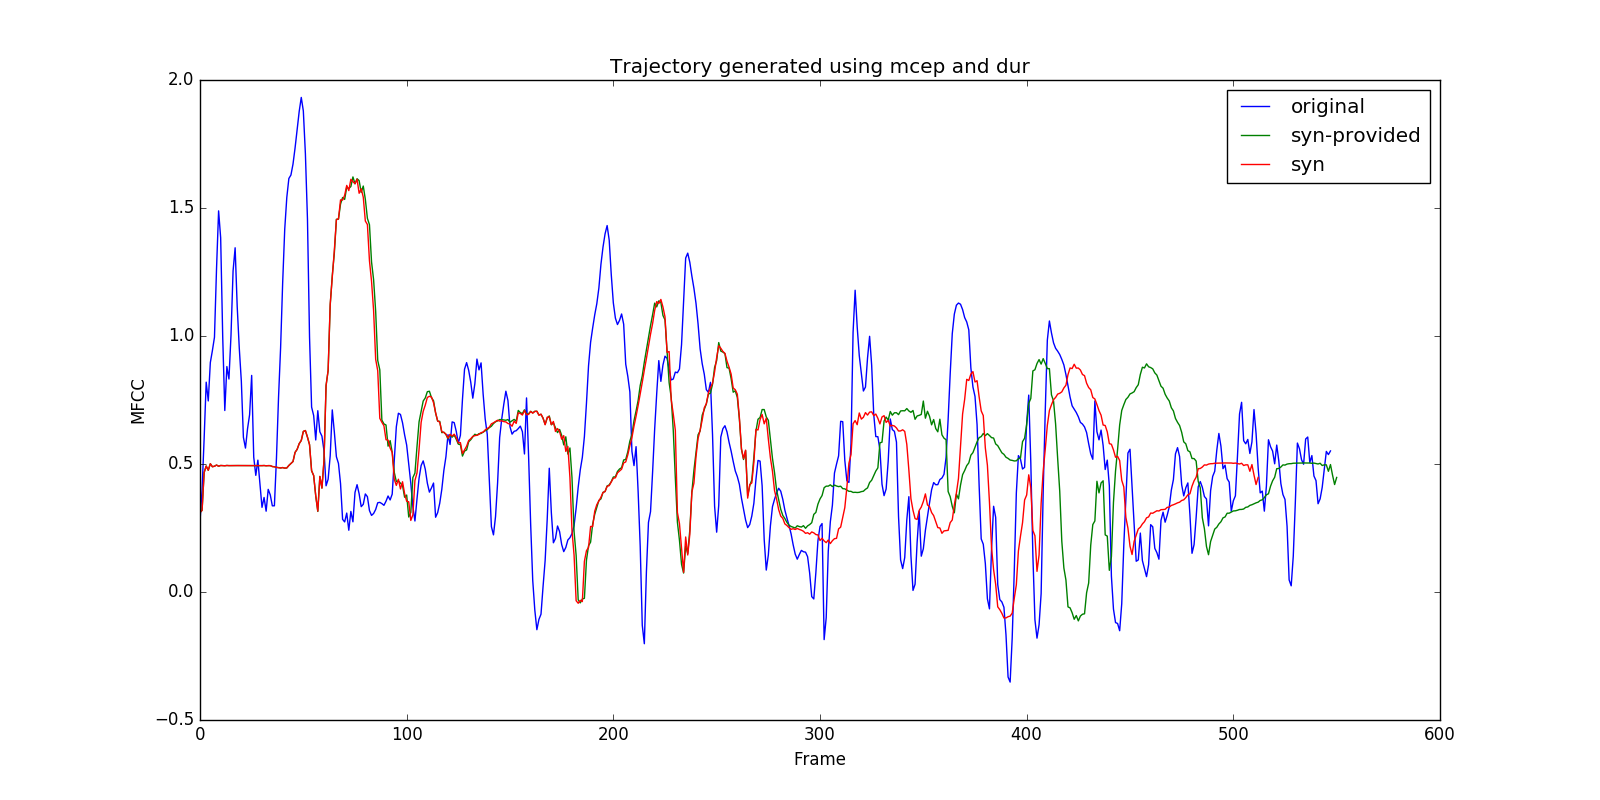 Trajectory generated using mcep and dur
original
syn-provided
syn
2.0
1.5
1.0
0.5
0.0
−0.5
MFCC
0
100
200
300
400
500
600
Frame